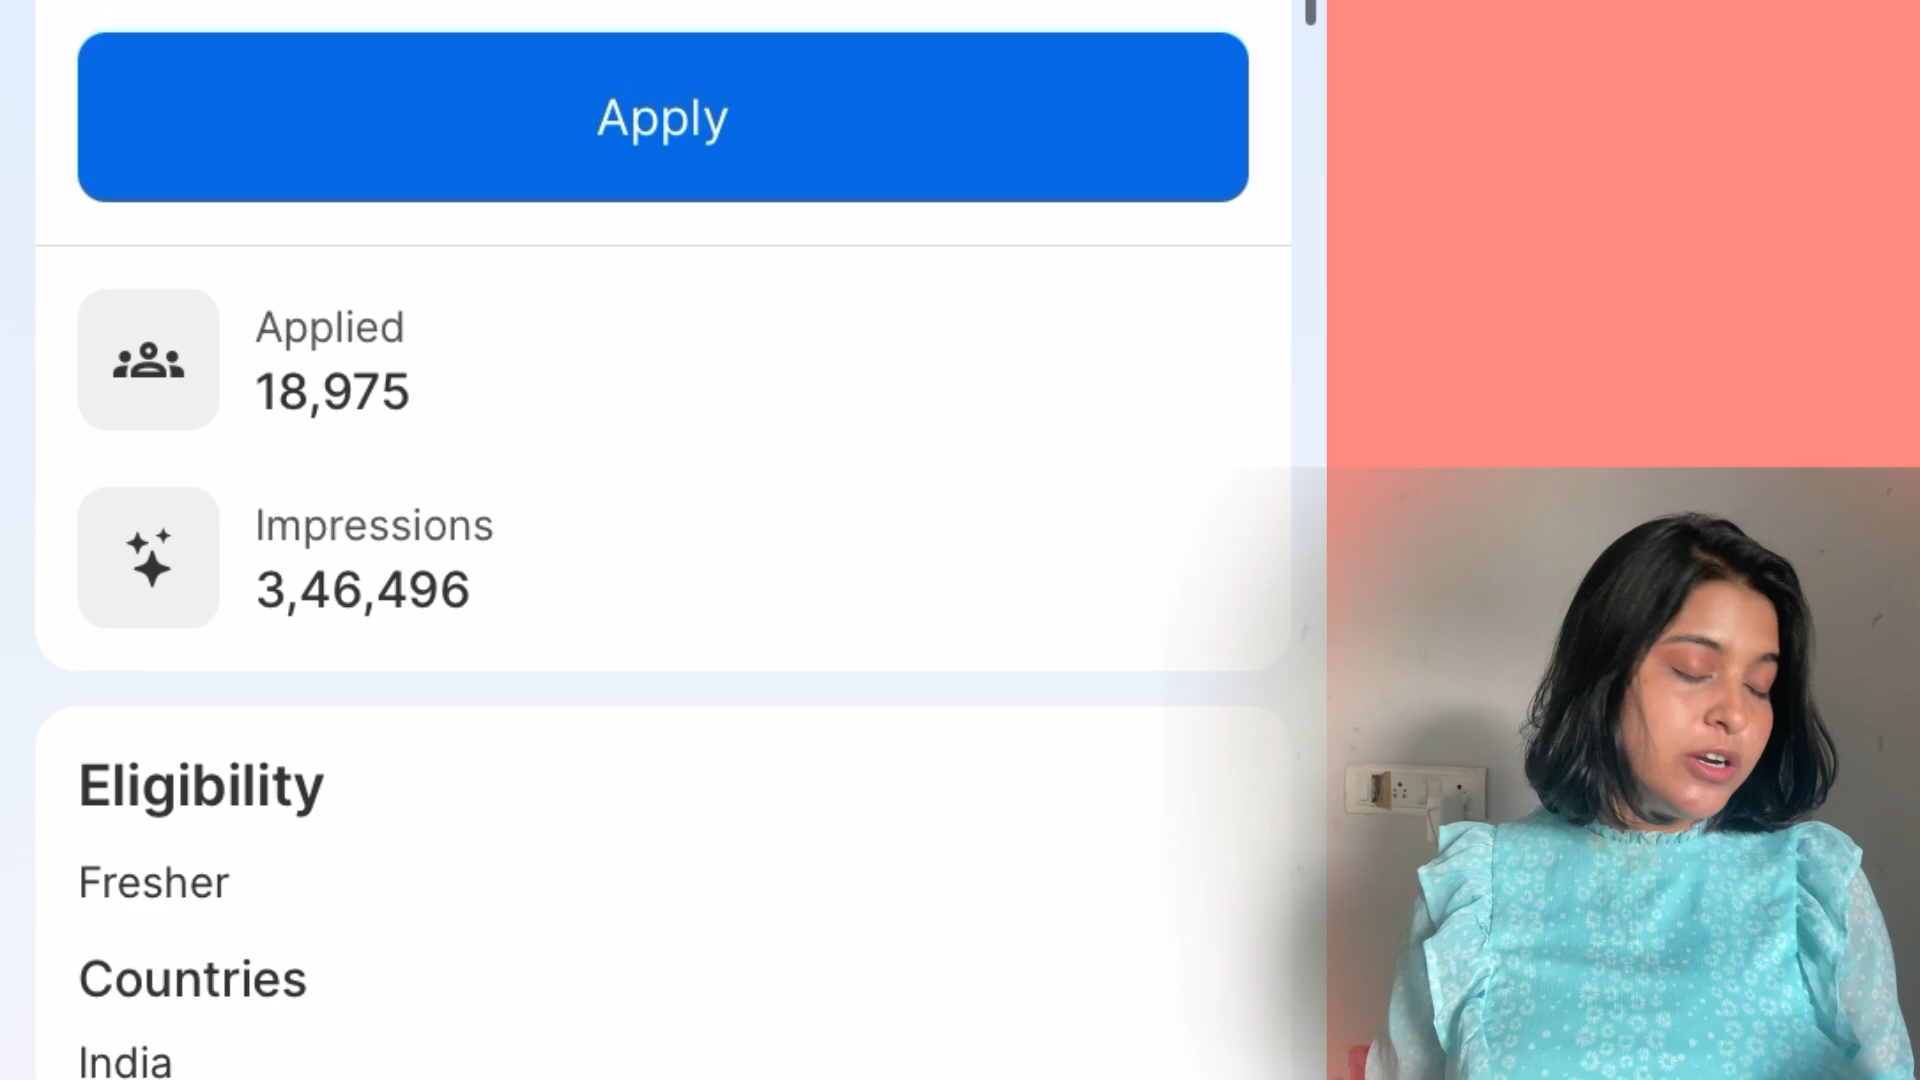 Apply
Applied
18,975
Impressions
3,46,496
Eligibility
Fresher
Countries
India